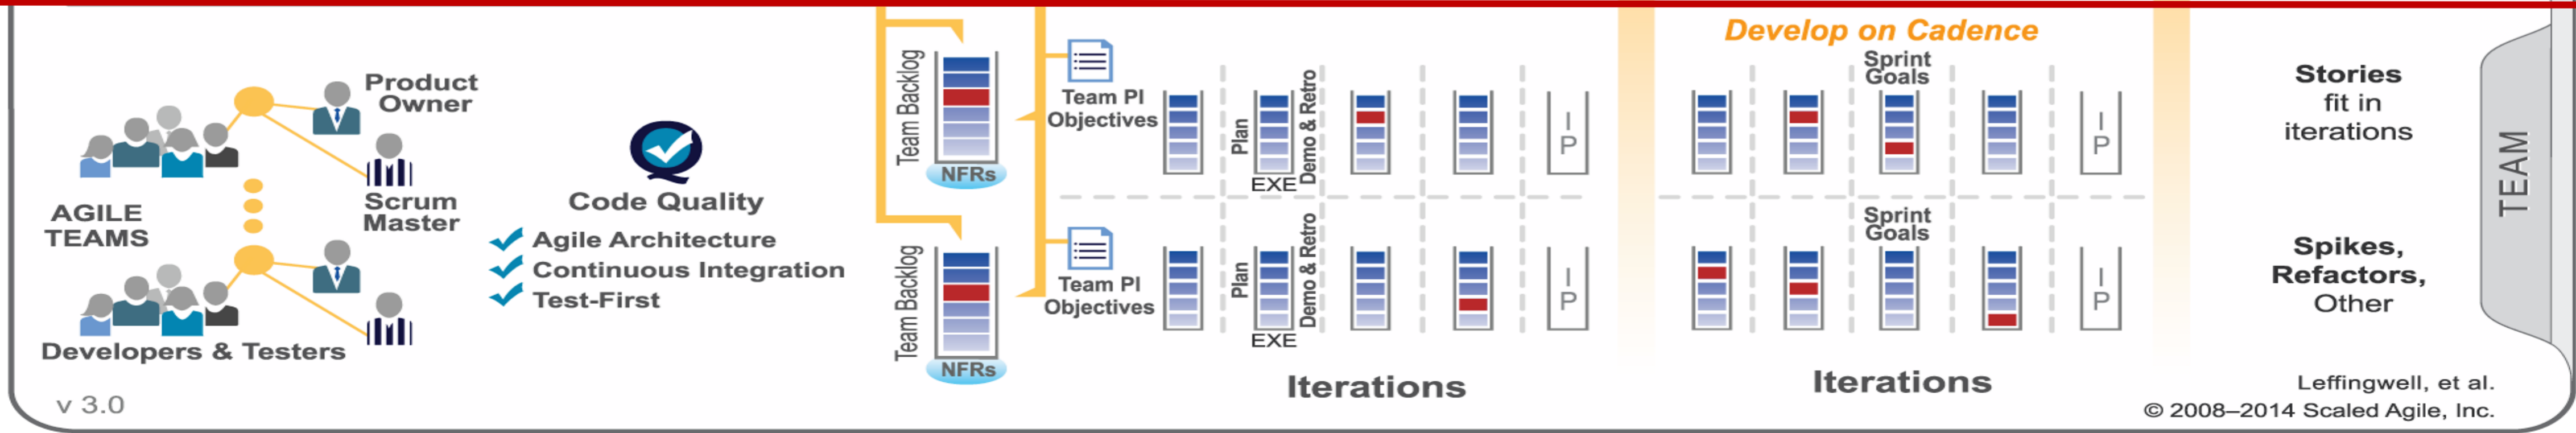 Develop on Cadence
Product
Owner
Scrum
Master
AGILE
TEAMS
Developers & Testers
v 3.0
Code Quality
Agile Architecture
Continuous Integration
Test-First
Team Backlog
NFRs
Team PI
Objectives
Plan
EXE
Demo & Retro
I
P
Sprint
Goals
I
P
Team Backlog
NFRs
Team PI
Objectives
Plan
EXE
Demo & Retro
I
P
Sprint
Goals
I
P
Iterations
Iterations
Stories
fit in
iterations
Spikes,
Refactors,
Other
TEAM
Leffingwell, et al.
© 2008–2014 Scaled Agile, Inc.